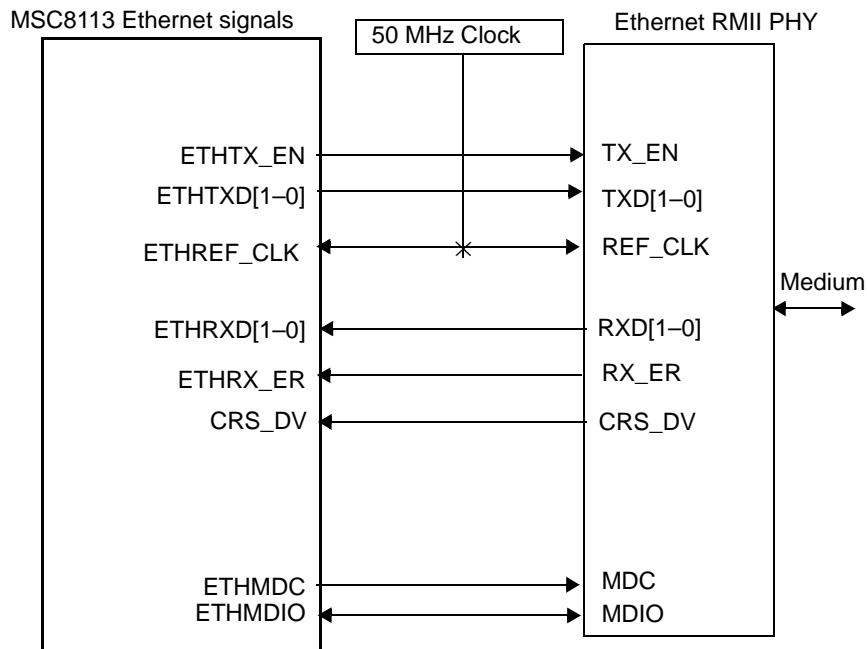 MSC8113 Ethernet signals
50 MHz Clock
Ethernet RMII PHY
ETHTX_EN
TX_EN
ETHTXD[1–0]
TXD[1–0]
ETHREF_CLK
REF_CLK
Medium
ETHRXD[1–0]
RXD[1–0]
ETHRX_ER
RX_ER
CRS_DV
CRS_DV
ETHMDC
MDC
ETHMDIO
MDIO